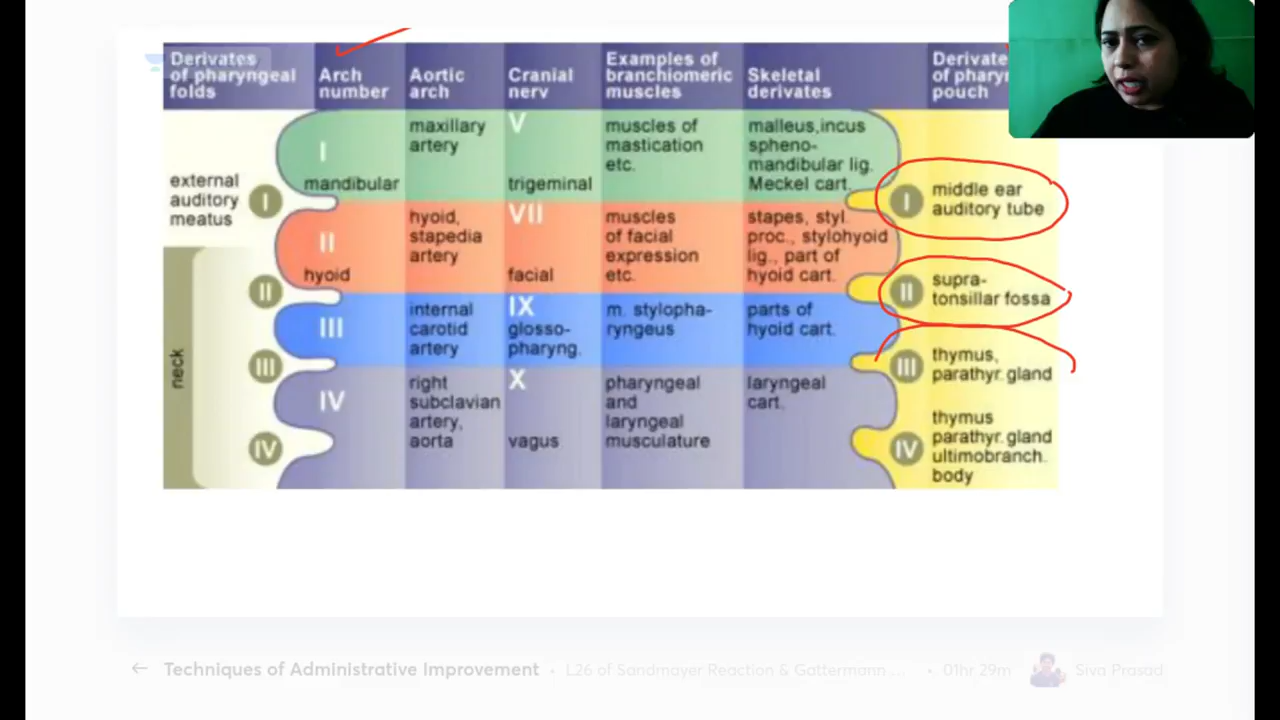 Derivates
of pharyngeal
folds
Arch
number
Aortic
arch
Cranial
nerv
Examples of
branchiomeric
muscles
Skeletal
derivates
Derivate
of phary
pouch
external
auditory
meatus
I
I
mandibular
maxillary
artery
V
trigeminal
muscles of
mastication
etc.
malleus,incus
spheno-
mandibular lig.
Meckel cart.
I
middle ear
auditory tube
II
II
hyoid
hyoid,
stapedia
artery
VII
facial
muscles
of facial
expression
etc.
stapes, styl.
proc., stylohyoid
lig., part of
hyoid cart.
II
supra-
tonsillar fossa
neck
III
III
internal
carotid
artery
IX
glosso-
pharyng.
m. stylopha-
ryngeus
parts of
hyoid cart.
III
thymus,
parathyr. gland
IV
IV
right
subclavian
artery,
aorta
X
vagus
pharyngeal
and
laryngeal
musculature
laryngeal
cart.
IV
thymus
parathyr. gland
ultimobranch.
body
Techniques of Administrative Improvement · L26 of Sandmayer Reaction & Gattermann ... · 01hr 29m Siva Prasad